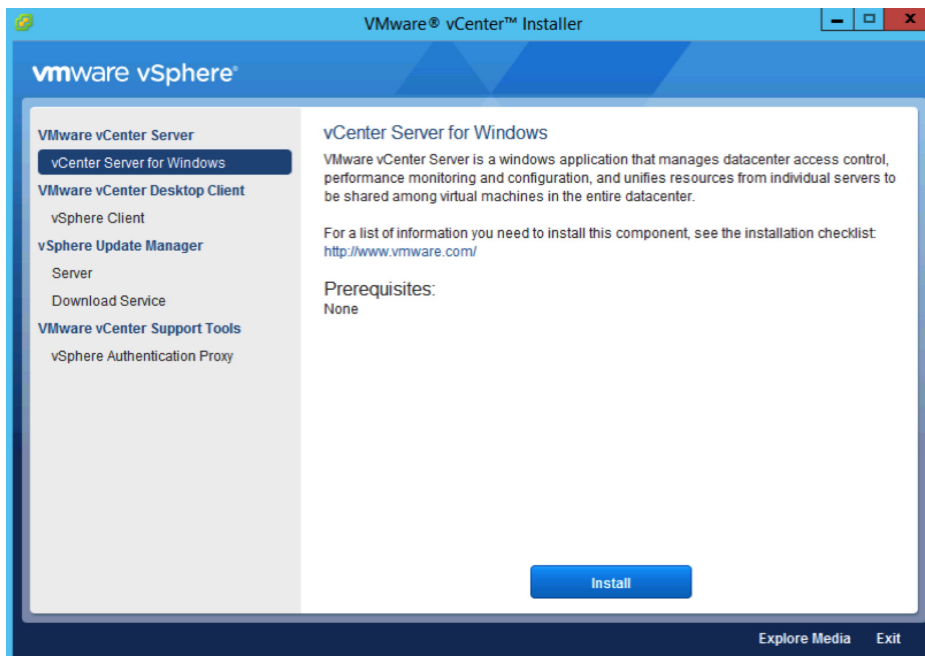 VMware® vCenter™ Installer
vmware vSphere®
VMware vCenter Server
vCenter Server for Windows
VMware vCenter Desktop Client
vSphere Client
vSphere Update Manager
Server
Download Service
VMware vCenter Support Tools
vSphere Authentication Proxy
vCenter Server for Windows
VMware vCenter Server is a windows application that manages datacenter access control,
performance monitoring and configuration, and unifies resources from individual servers to
be shared among virtual machines in the entire datacenter.
For a list of information you need to install this component, see the installation checklist:
http://www.vmware.com/
Prerequisites:
None
Install
Explore Media Exit